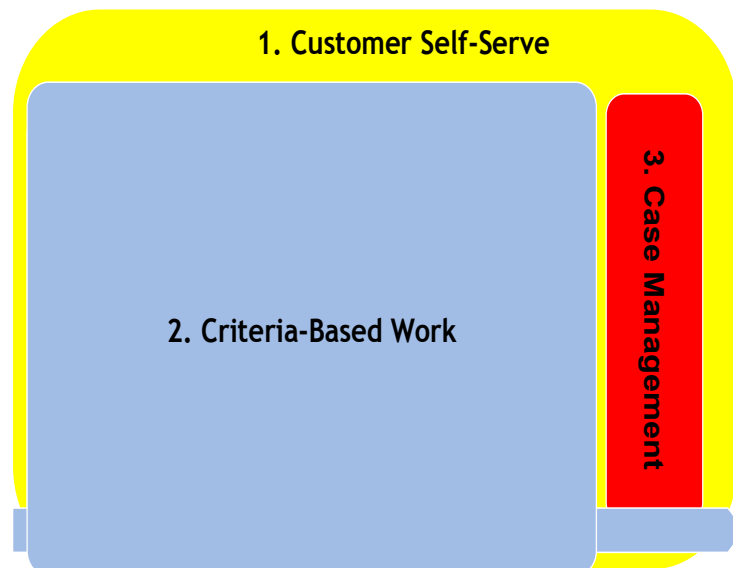 1. Customer Self-Serve
2. Criteria-Based Work
3. Case Management